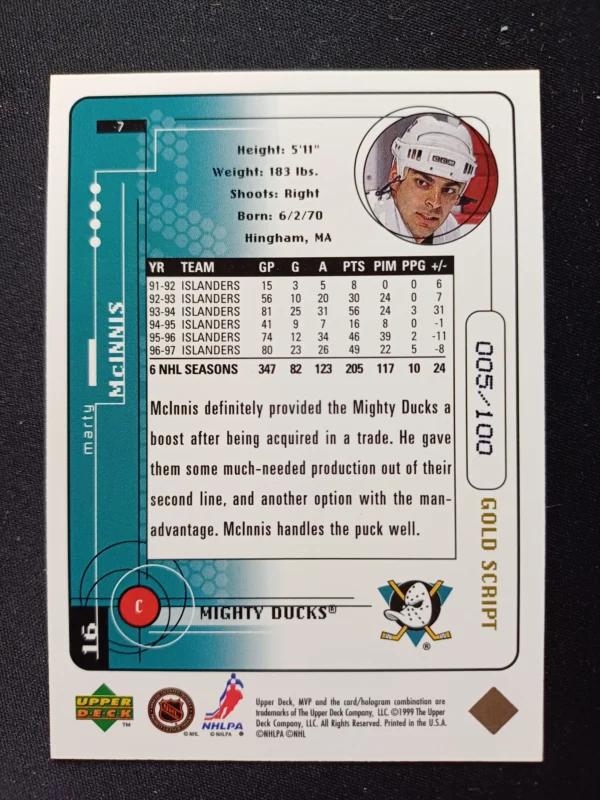 7
Height: 5'11"
Weight: 183 lbs.
Shoots: Right
Born: 6/2/70
Hingham, MA
YR TEAM GP G A PTS PIM PPG +/-
91-92 ISLANDERS 15 3 5 8 0 0 6
92-93 ISLANDERS 56 10 20 30 24 0 7
93-94 ISLANDERS 81 25 31 56 24 3 31
94-95 ISLANDERS 41 9 7 16 8 0 -1
95-96 ISLANDERS 74 12 34 46 39 2 -11
96-97 ISLANDERS 80 23 26 49 22 5 -8
6 NHL SEASONS 347 82 123 205 117 10 24
McInnis definitely provided the Mighty Ducks a
boost after being acquired in a trade. He gave
them some much-needed production out of their
second line, and another option with the man-
advantage. McInnis handles the puck well.
marty
McINNIS
16
C
MIGHTY DUCKS®
®
005/100
GOLD SCRIPT
UPPER
DECK
™
NHL
© NHL
NHLPA
© NHLPA
Upper Deck, MVP and the card/hologram combination are
trademarks of The Upper Deck Company, LLC. ©1999 The Upper
Deck Company, LLC. All Rights Reserved. Printed in the U.S.A.
©NHLPA ©NHL